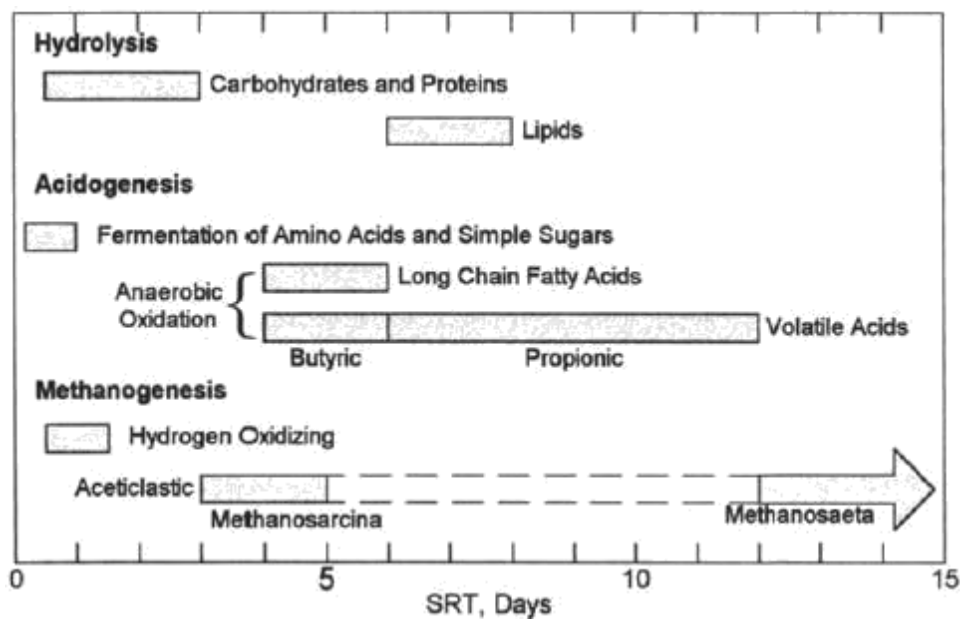 Hydrolysis
Carbohydrates and Proteins
Lipids
Acidogenesis
Fermentation of Amino Acids and Simple Sugars
Anaerobic
Oxidation
Long Chain Fatty Acids
Volatile Acids
Butyric
Propionic
Methanogenesis
Hydrogen Oxidizing
Aceticlastic
Methanosarcina
Methanosaeta
0
5
10
15
SRT, Days